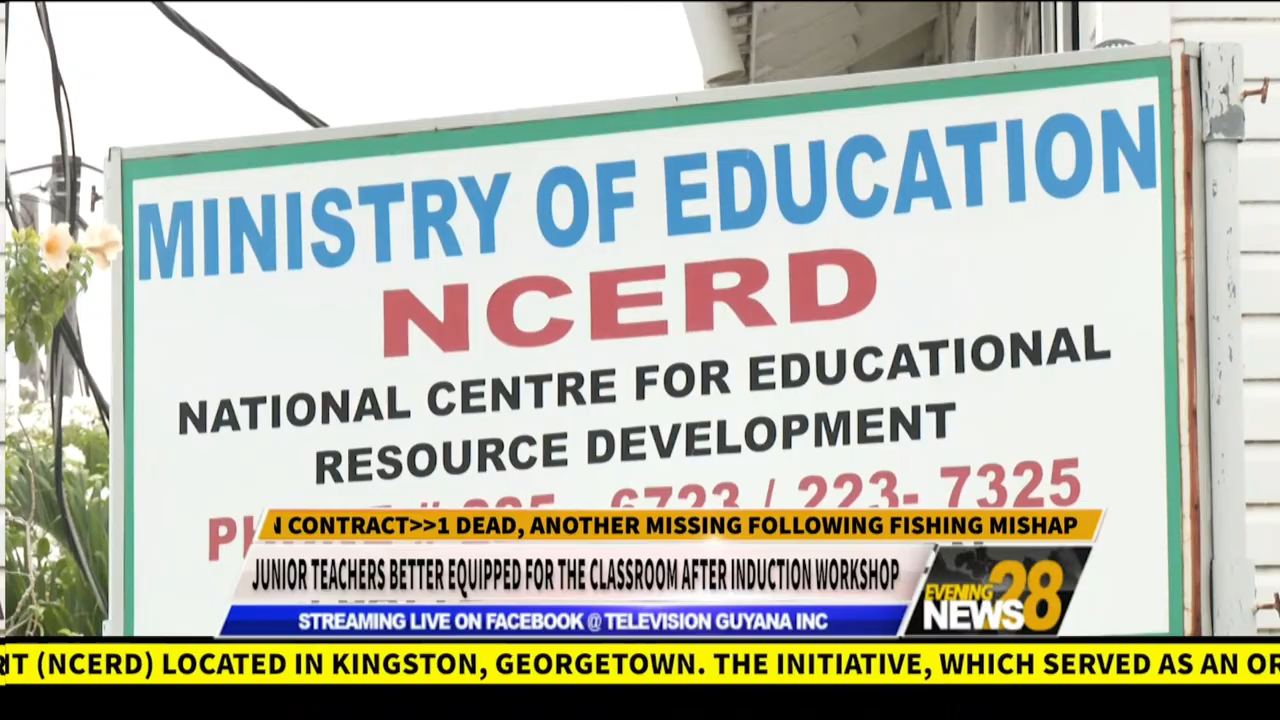 MINISTRY OF EDUCATION
NCERD
NATIONAL CENTRE FOR EDUCATIONAL
RESOURCE DEVELOPMENT
6723 / 223- 7325
CONTRACT>>1 DEAD, ANOTHER MISSING FOLLOWING FISHING MISHAP
JUNIOR TEACHERS BETTER EQUIPPED FOR THE CLASSROOM AFTER INDUCTION WORKSHOP
EVENING
NEWS 28
STREAMING LIVE ON FACEBOOK @ TELEVISION GUYANA INC
(NCERD) LOCATED IN KINGSTON, GEORGETOWN. THE INITIATIVE, WHICH SERVED AS AN